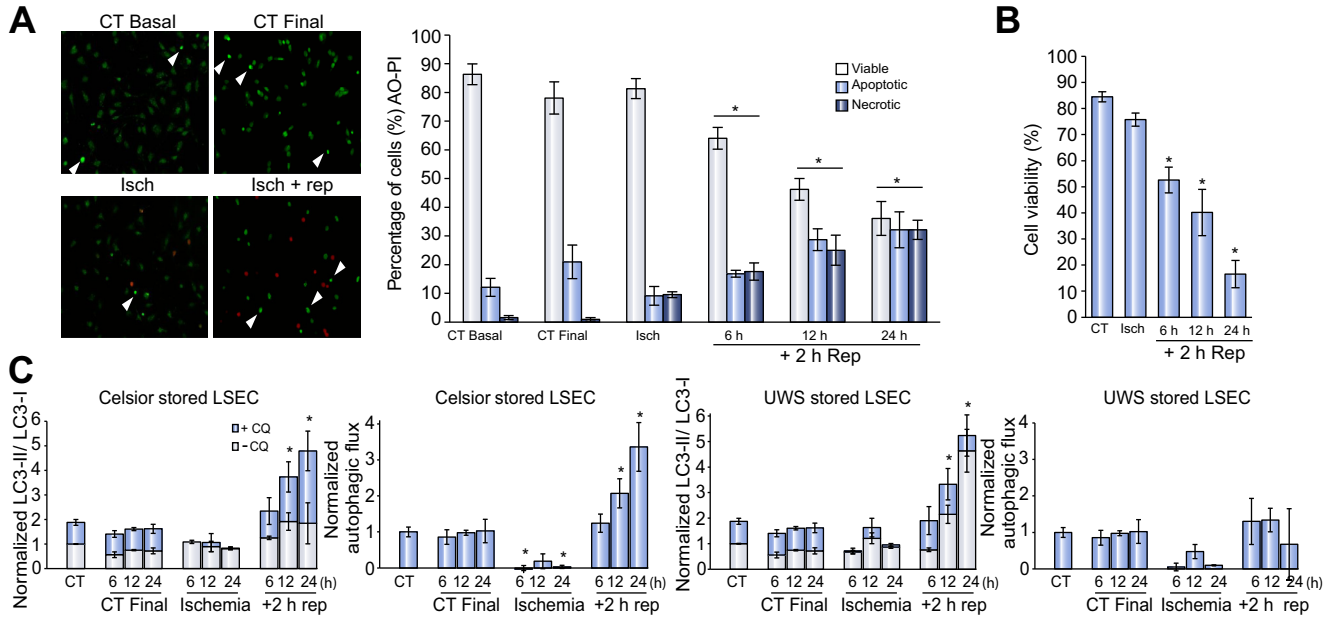 A
CT Basal
CT Final
Isch
Isch + rep
Percentage of cells (%) AO-PI
100
90
80
70
60
50
40
30
20
10
0
Viable
Apoptotic
Necrotic
*
*
*
CT Basal
CT Final
Isch
6 h
12 h
24 h
+ 2 h Rep
B
Cell viability (%)
100
90
80
70
60
50
40
30
20
10
0
*
*
*
CT
Isch
6 h
12 h
24 h
+ 2 h Rep
C
Celsior stored LSEC
Normalized LC3-II/ LC3-I
6
5
4
3
2
1
0
+ CQ
− CQ
*
*
CT
6 12 24
6 12 24
6 12 24 (h)
CT Final
Ischemia
+2 h rep
Celsior stored LSEC
Normalized
autophagic flux
4
3
2
1
0
*
*
*
*
CT
6 12 24
6 12 24
6 12 24 (h)
CT Final
Ischemia
+2 h rep
UWS stored LSEC
Normalized LC3-II/ LC3-I
6
5
4
3
2
1
0
*
*
CT
6 12 24
6 12 24
6 12 24 (h)
CT Final
Ischemia
+2 h rep
UWS stored LSEC
Normalized
autophagic flux
4
3
2
1
0
CT
6 12 24
6 12 24
6 12 24 (h)
CT Final
Ischemia
+2 h rep